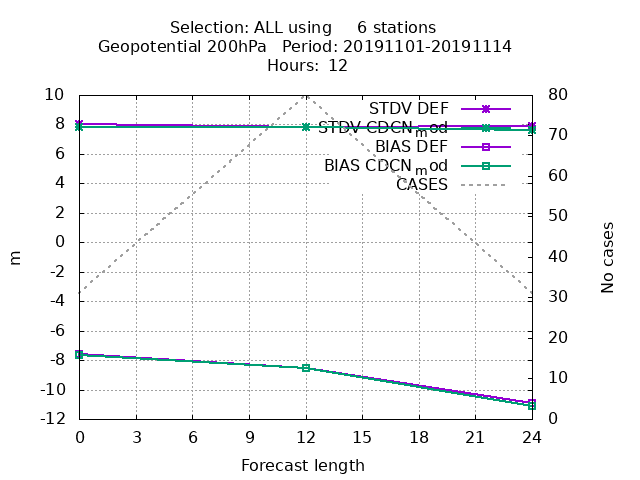 Selection: ALL using     6 stations
Geopotential 200hPa   Period: 20191101-20191114
Hours:  12
10 80
STDV DEF
8 70
STDV CDCNmod
BIAS DEF
6 60
BIAS CDCNmod
CASES
4
2 50
0 40
m
No cases
-2
-4 30
-6
-8 20
-10 10
-12 0
0 3 6 9 12 15 18 21 24
Forecast length